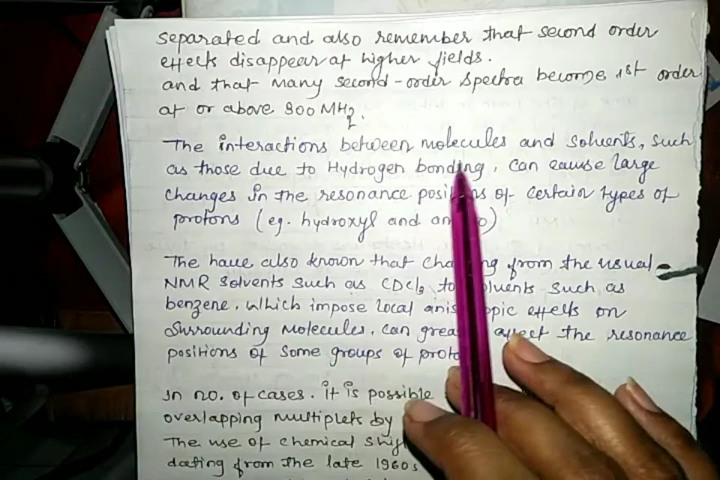 separated and also remember that second order
effects disappear at higher fields.
and that many second-order spectra become 1st order
at or above 300 MHz.
The interactions between molecules and solvents, such
as those due to Hydrogen bonding, can cause large
changes in the resonance positions of certain types of
protons (eg. hydroxyl and
The have also known that from the usual
NMR solvents such as CDCl3 to such as
benzene, which impose local effects on
surrounding molecules, can affect the resonance
positions of some groups of
In no. of cases. it is possible
overlapping multiplets by
The use of chemical
dating from the late 1960s